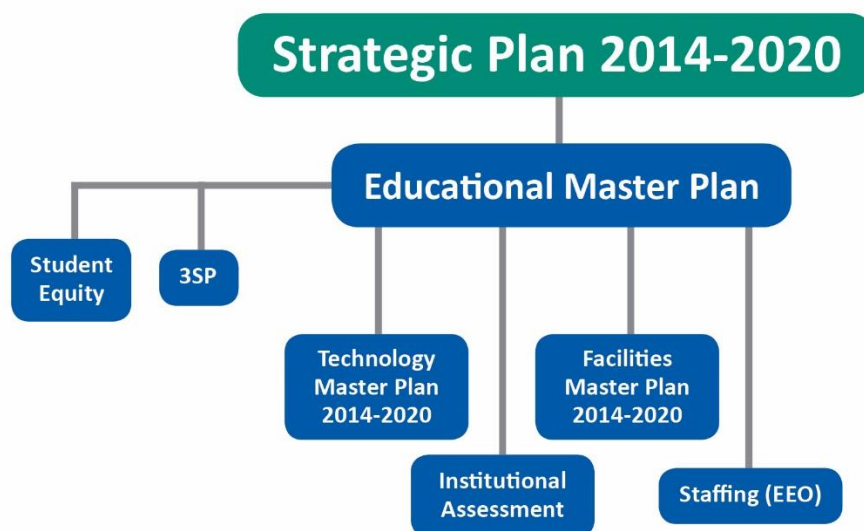 Strategic Plan 2014-2020
Educational Master Plan
Student
Equity
3SP
Technology
Master Plan
2014-2020
Facilities
Master Plan
2014-2020
Institutional
Assessment
Staffing (EEO)